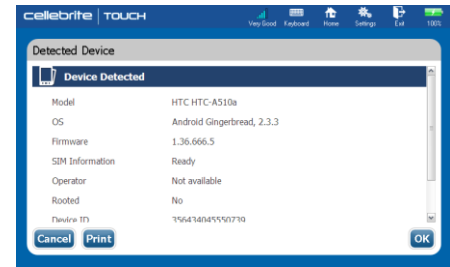 cellebrite TOUCH
Very Good Keyboard Home Settings Exit 100%
Detected Device
Device Detected
Model HTC HTC-A510a
OS Android Gingerbread, 2.3.3
Firmware 1.36.666.5
SIM Information Ready
Operator Not available
Rooted No
Device ID 356434045550739
Cancel Print OK